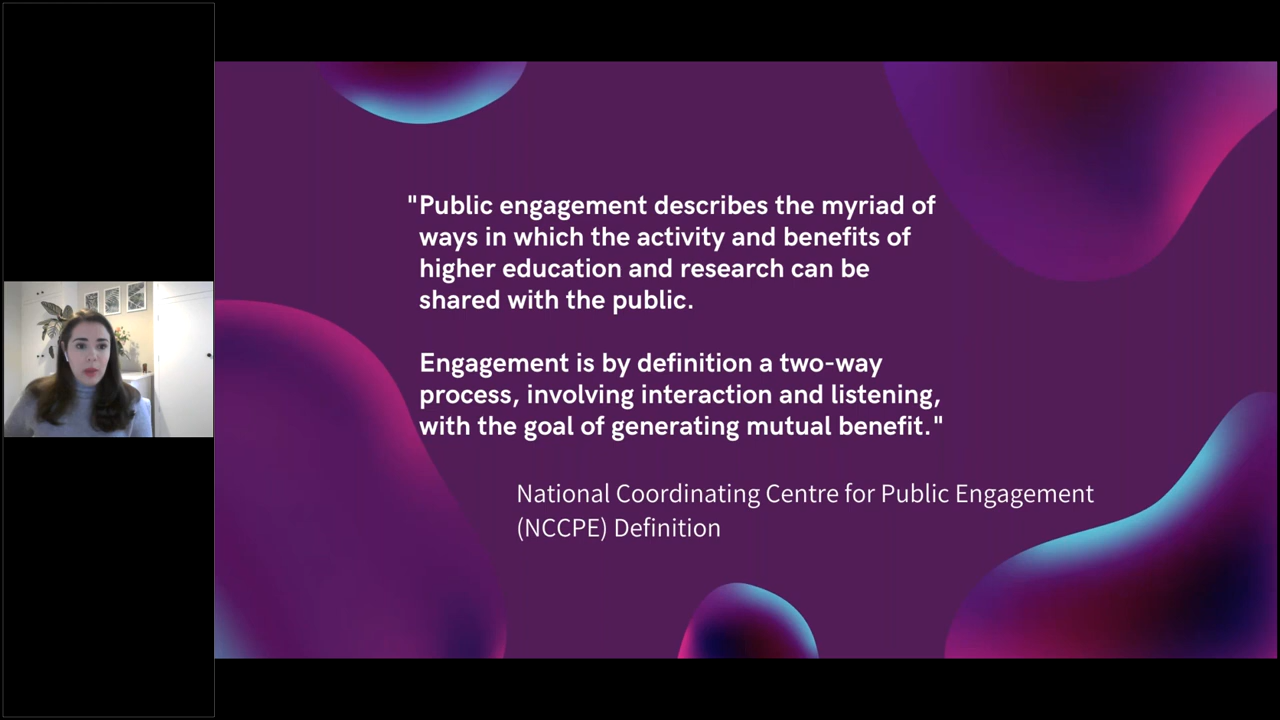 "Public engagement describes the myriad of
ways in which the activity and benefits of
higher education and research can be
shared with the public.
Engagement is by definition a two-way
process, involving interaction and listening,
with the goal of generating mutual benefit."
National Coordinating Centre for Public Engagement
(NCCPE) Definition